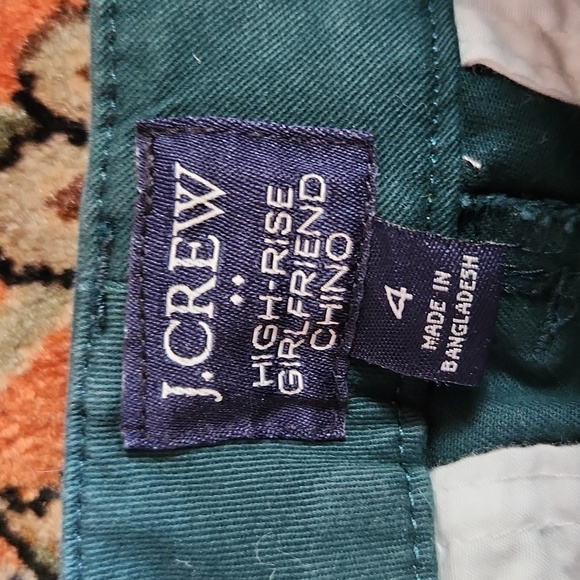 J.CREW
HIGH-RISE
GIRLFRIEND
CHINO
4
MADE IN
BANGLADESH